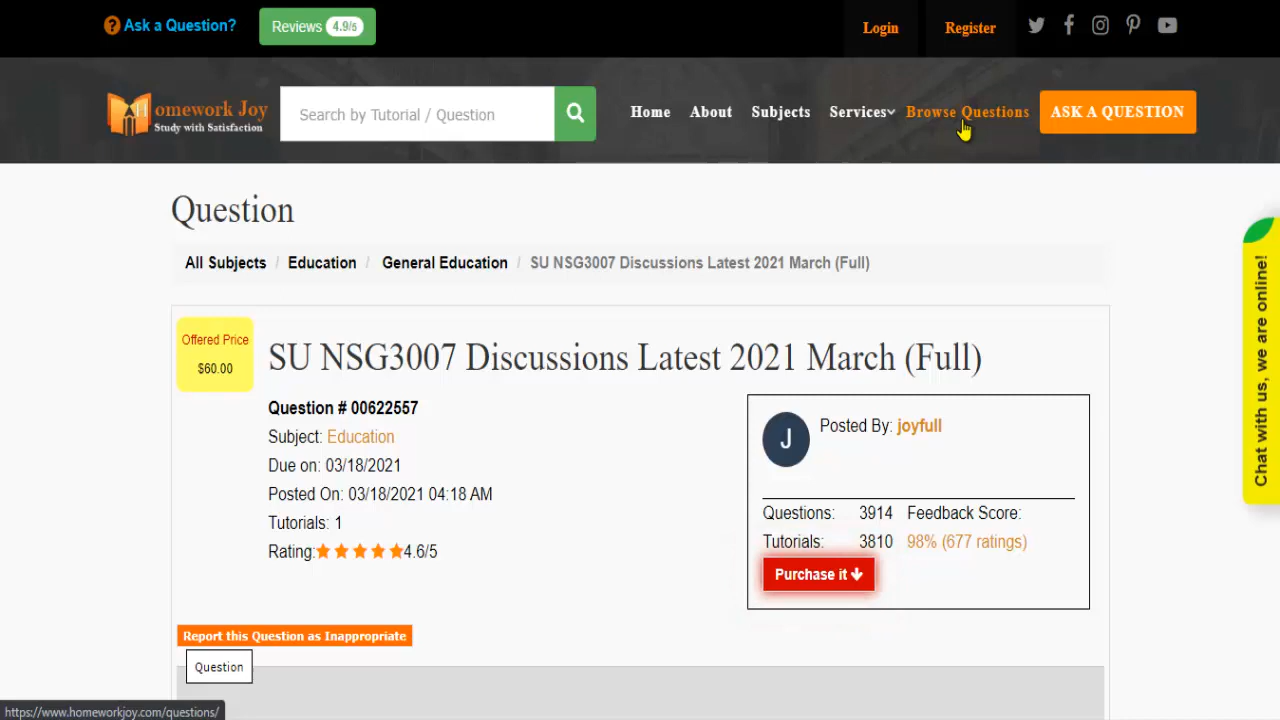 Ask a Question?
Reviews 4.9/5
Login
Register
Homework Joy
Study with Satisfaction
Search by Tutorial / Question
Home
About
Subjects
Services
Browse Questions
ASK A QUESTION
Question
All Subjects / Education / General Education / SU NSG3007 Discussions Latest 2021 March (Full)
Offered Price
$60.00
SU NSG3007 Discussions Latest 2021 March (Full)
Question # 00622557
Subject: Education
Due on: 03/18/2021
Posted On: 03/18/2021 04:18 AM
Tutorials: 1
Rating: 4.6/5
J
Posted By: joyfull
Questions: 3914 Feedback Score:
Tutorials: 3810 98% (677 ratings)
Purchase it
Report this Question as Inappropriate
Question
Chat with us, we are online!
https://www.homeworkjoy.com/questions/